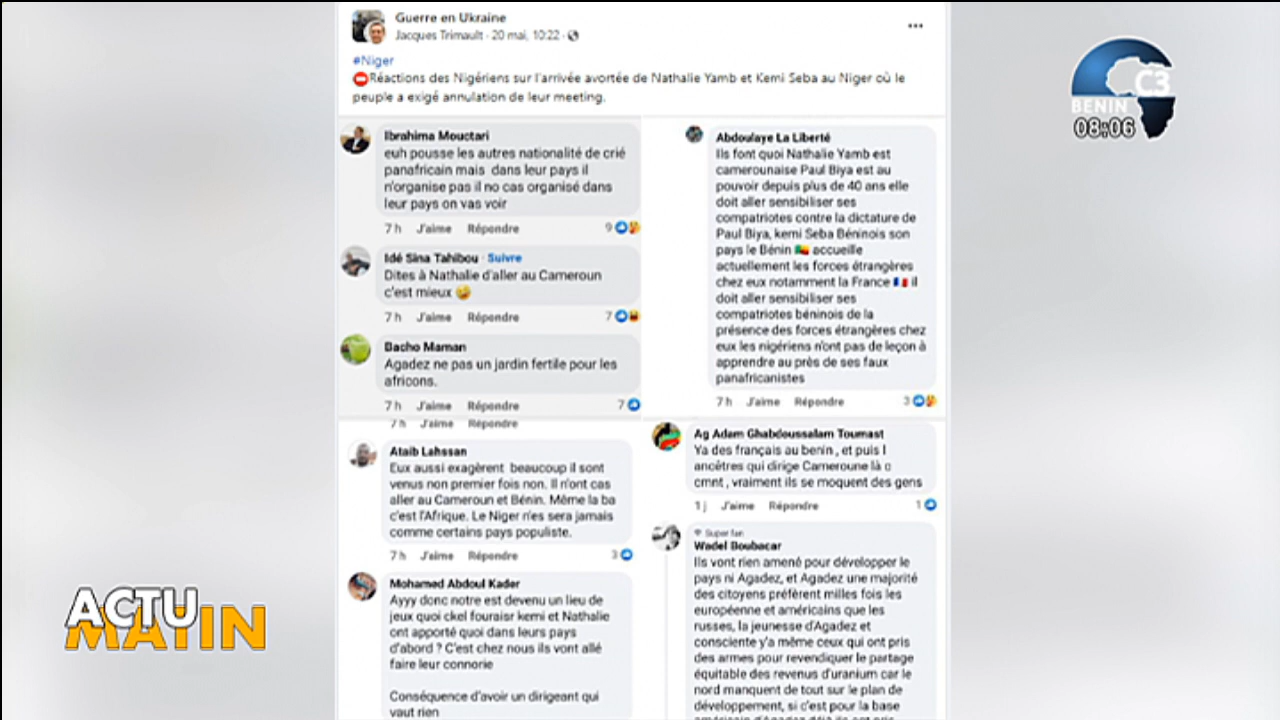 Guerre en Ukraine
Jacques Trimault · 20 mai, 10:22 ·
#Niger
Réactions des Nigériens sur l'arrivée avortée de Nathalie Yamb et Kemi Seba au Niger où le
peuple a exigé annulation de leur meeting.
Ibrahima Mouctari
euh pousse les autres nationalité de crié
panafricain mais dans leur pays il
n'organise pas il no cas organisé dans
leur pays on vas voir
7 h J'aime Répondre 9
Idé Sina Tahibou · Suivre
Dites à Nathalie d'aller au Cameroun
c'est mieux
7 h J'aime Répondre 7
Bacho Maman
Agadez ne pas un jardin fertile pour les
africons.
7 h J'aime Répondre 7
7 h J'aime Répondre
Ataib Lahssan
Eux aussi exagèrent beaucoup il sont
venus non premier fois non. Il n'ont cas
aller au Cameroun et Bénin. Même la ba
c'est l'Afrique. Le Niger n'es sera jamais
comme certains pays populiste.
7 h J'aime Répondre 3
Mohamed Abdoul Kader
Ayyy donc notre est devenu un lieu de
jeux quoi ckel fouraisr kemi et Nathalie
ont apporté quoi dans leurs pays
d'abord ? C'est chez nous ils vont allé
faire leur connorie
Conséquence d'avoir un dirigeant qui
vaut rien
Abdoulaye La Liberté
Ils font quoi Nathalie Yamb est
camerounaise Paul Biya est au
pouvoir depuis plus de 40 ans elle
doit aller sensibiliser ses
compatriotes contre la dictature de
Paul Biya, kemi Seba Béninois son
pays le Bénin accueille
actuellement les forces étrangères
chez eux notamment la France il
doit aller sensibiliser ses
compatriotes béninois de la
présence des forces étrangères chez
eux les nigériens n'ont pas de leçon à
apprendre au près de ses faux
panafricanistes
7 h J'aime Répondre 3
Ag Adam Ghabdoussalam Toumast
Ya des français au benin , et puis l
ancêtres qui dirige Cameroune là c
cmnt , vraiment ils se moquent des gens
1 j J'aime Répondre 1
Super fan
Wadel Boubacar
Ils vont rien amené pour développer le
pays ni Agadez, et Agadez une majorité
des citoyens préfèrent milles fois les
européenne et américains que les
russes, la jeunesse d'Agadez et
consciente y'a même ceux qui ont pris
des armes pour revendiquer le partage
équitable des revenus d'uranium car le
nord manquent de tout sur le plan de
développement, si c'est pour la base
américain d'Agadez déjà ils ont pris
C3
BENIN
08:06
ACTU
MATIN